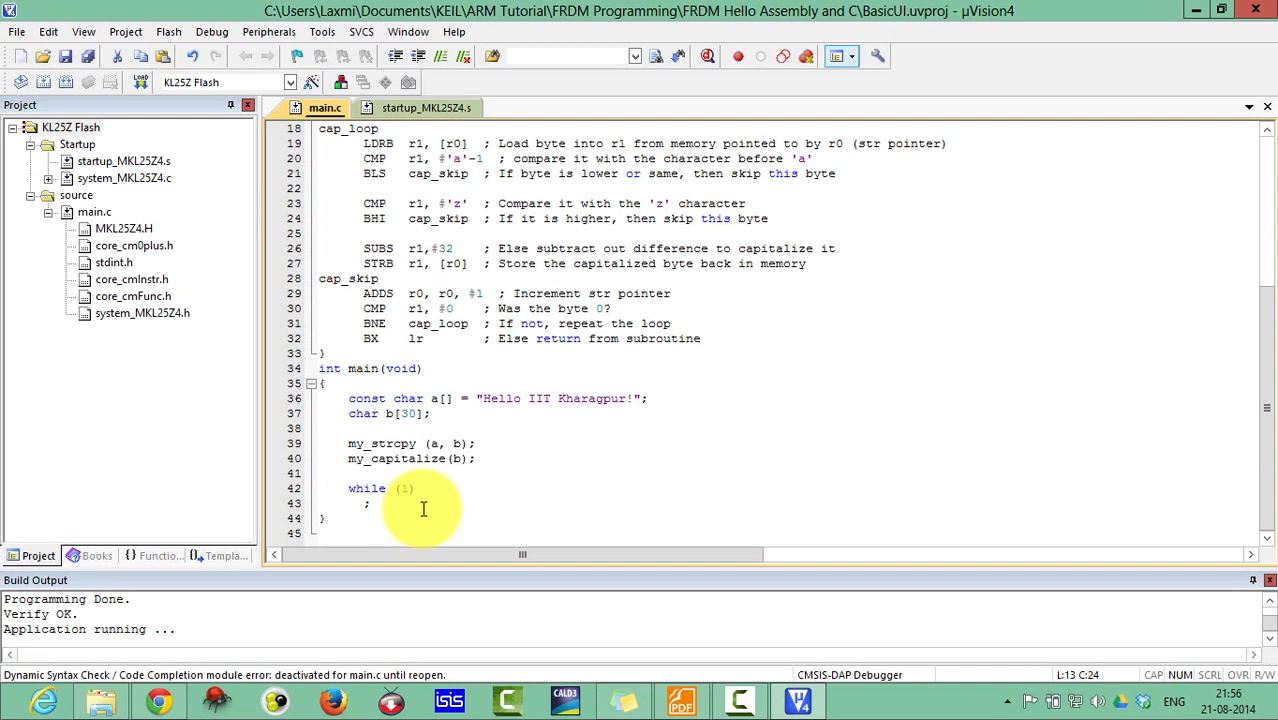 C:\Users\Laxmi\Documents\KEIL\ARM Tutorial\FRDM Programming\FRDM Hello Assembly and C\BasicUI.uvproj - µVision4
File Edit View Project Flash Debug Peripherals Tools SVCS Window Help
LOAD KL25Z Flash
Project
main.c startup_MKL25Z4.s
KL25Z Flash
Startup
startup_MKL25Z4.s
system_MKL25Z4.c
source
main.c
MKL25Z4.H
core_cm0plus.h
stdint.h
core_cmInstr.h
core_cmFunc.h
system_MKL25Z4.h
18 cap_loop
19 LDRB r1, [r0] ; Load byte into r1 from memory pointed to by r0 (str pointer)
20 CMP r1, #'a'-1 ; compare it with the character before 'a'
21 BLS cap_skip ; If byte is lower or same, then skip this byte
22
23 CMP r1, #'z' ; Compare it with the 'z' character
24 BHI cap_skip ; If it is higher, then skip this byte
25
26 SUBS r1,#32 ; Else subtract out difference to capitalize it
27 STRB r1, [r0] ; Store the capitalized byte back in memory
28 cap_skip
29 ADDS r0, r0, #1 ; Increment str pointer
30 CMP r1, #0 ; Was the byte 0?
31 BNE cap_loop ; If not, repeat the loop
32 BX lr ; Else return from subroutine
33 }
34 int main(void)
35 {
36 const char a[] = "Hello IIT Kharagpur!";
37 char b[30];
38
39 my_strcpy (a, b);
40 my_capitalize(b);
41
42 while (1)
43 ;
44 }
45
Project Books {} Functio... Templa...
Build Output
Programming Done.
Verify OK.
Application running ...
Dynamic Syntax Check / Code Completion module error: deactivated for main.c until reopen. CMSIS-DAP Debugger L:13 C:24 CAP NUM SCRL OVR R/W
isis CALD3 PDF ENG
21:56
21-08-2014